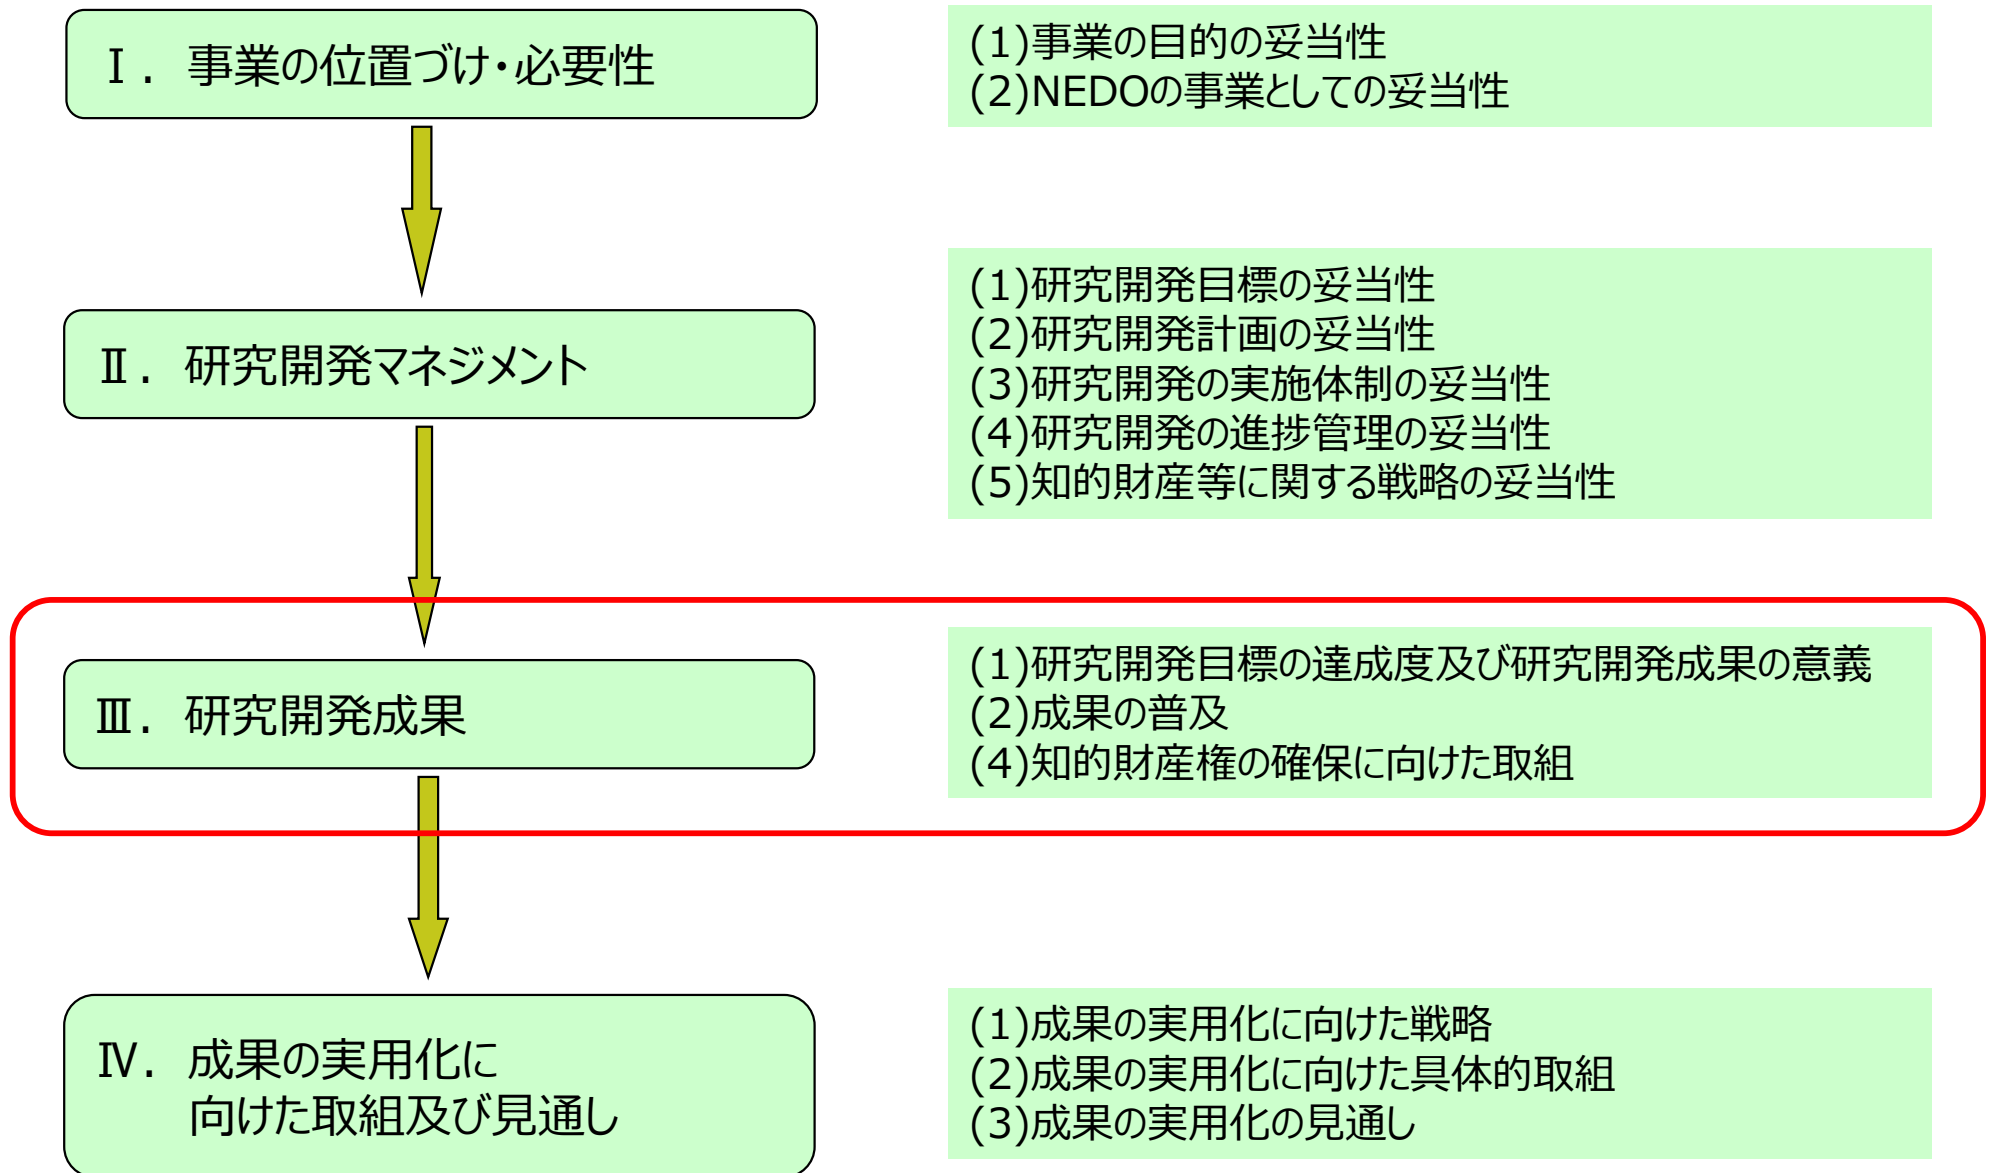 Ⅰ. 事業の位置づけ・必要性
(1)事業の目的の妥当性
(2)NEDOの事業としての妥当性
Ⅱ. 研究開発マネジメント
(1)研究開発目標の妥当性
(2)研究開発計画の妥当性
(3)研究開発の実施体制の妥当性
(4)研究開発の進捗管理の妥当性
(5)知的財産等に関する戦略の妥当性
Ⅲ. 研究開発成果
(1)研究開発目標の達成度及び研究開発成果の意義
(2)成果の普及
(4)知的財産権の確保に向けた取組
Ⅳ. 成果の実用化に
向けた取組及び見通し
(1)成果の実用化に向けた戦略
(2)成果の実用化に向けた具体的取組
(3)成果の実用化の見通し